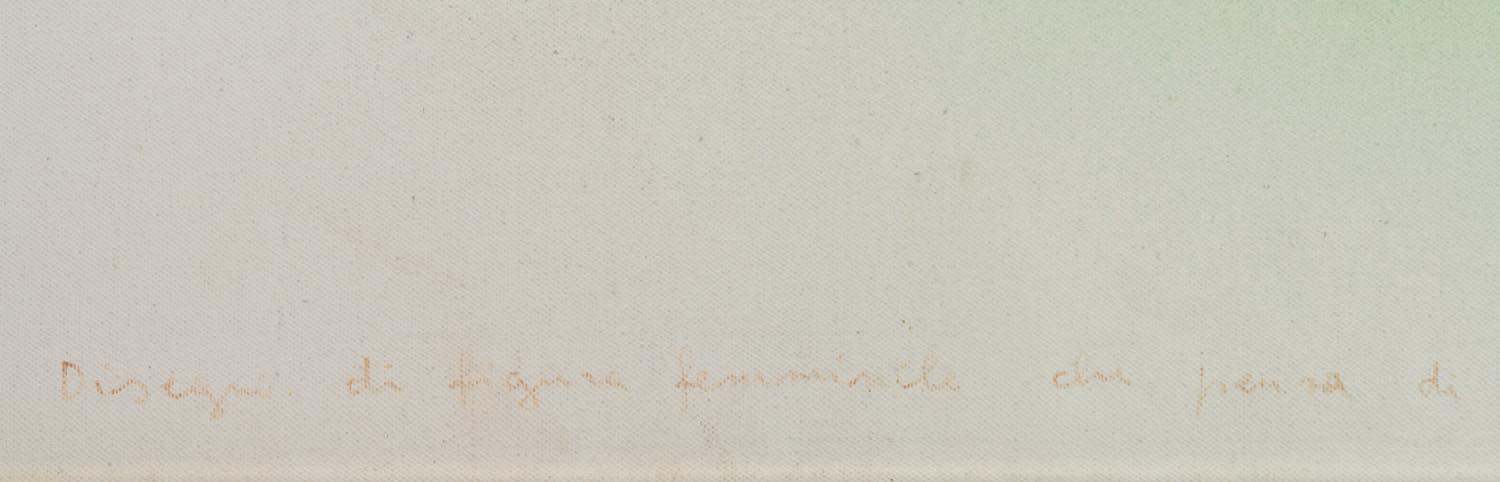 Disegni di figura femminile che pensa di